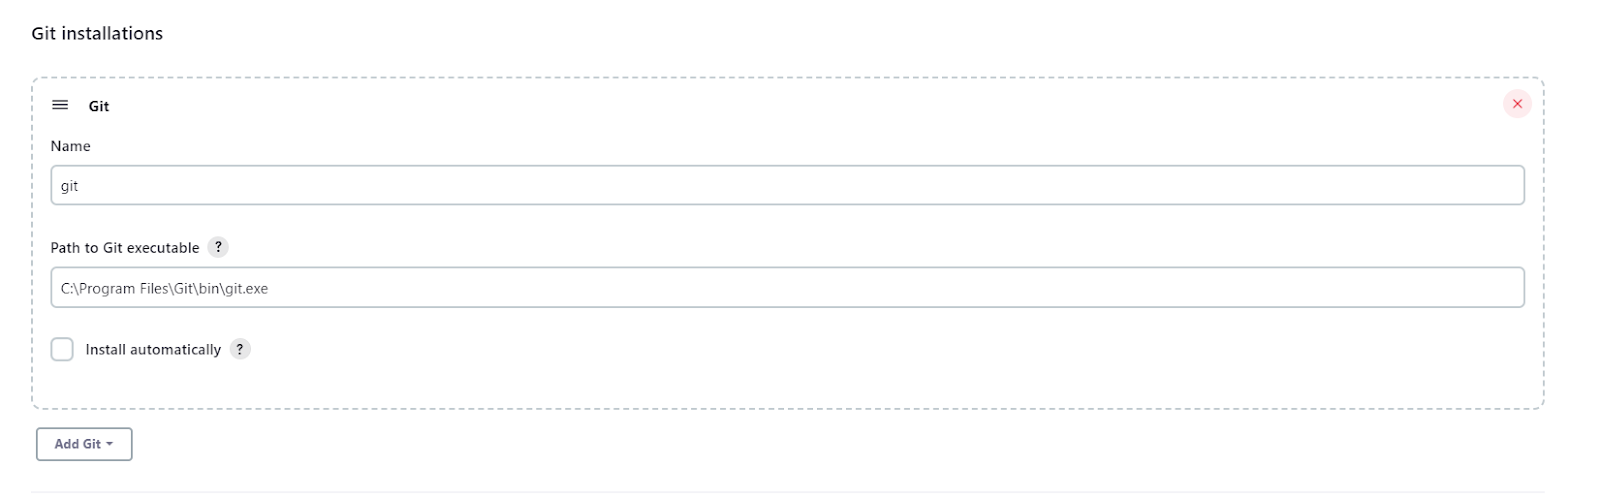 Git installations
Git
Name
git
Path to Git executable ?
C:\Program Files\Git\bin\git.exe
Install automatically ?
Add Git